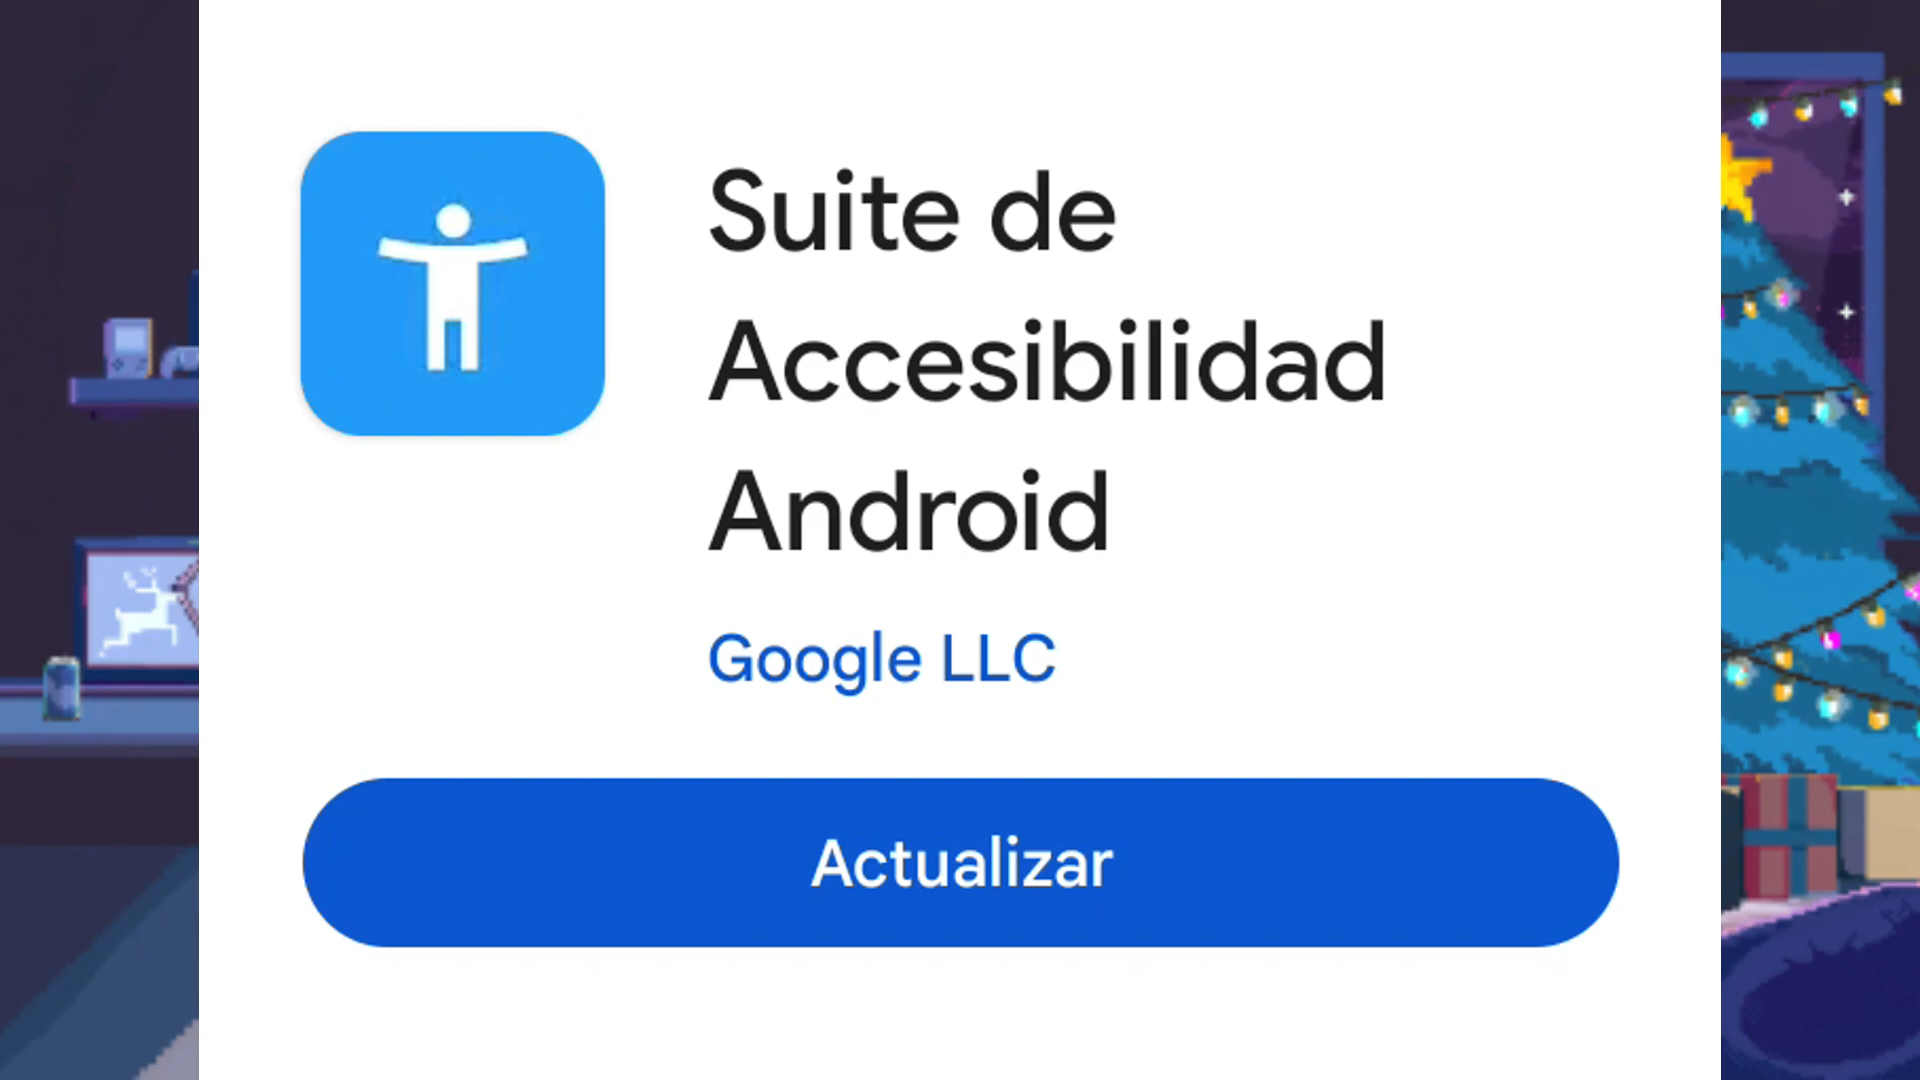 Suite de
Accesibilidad
Android
Google LLC
Actualizar